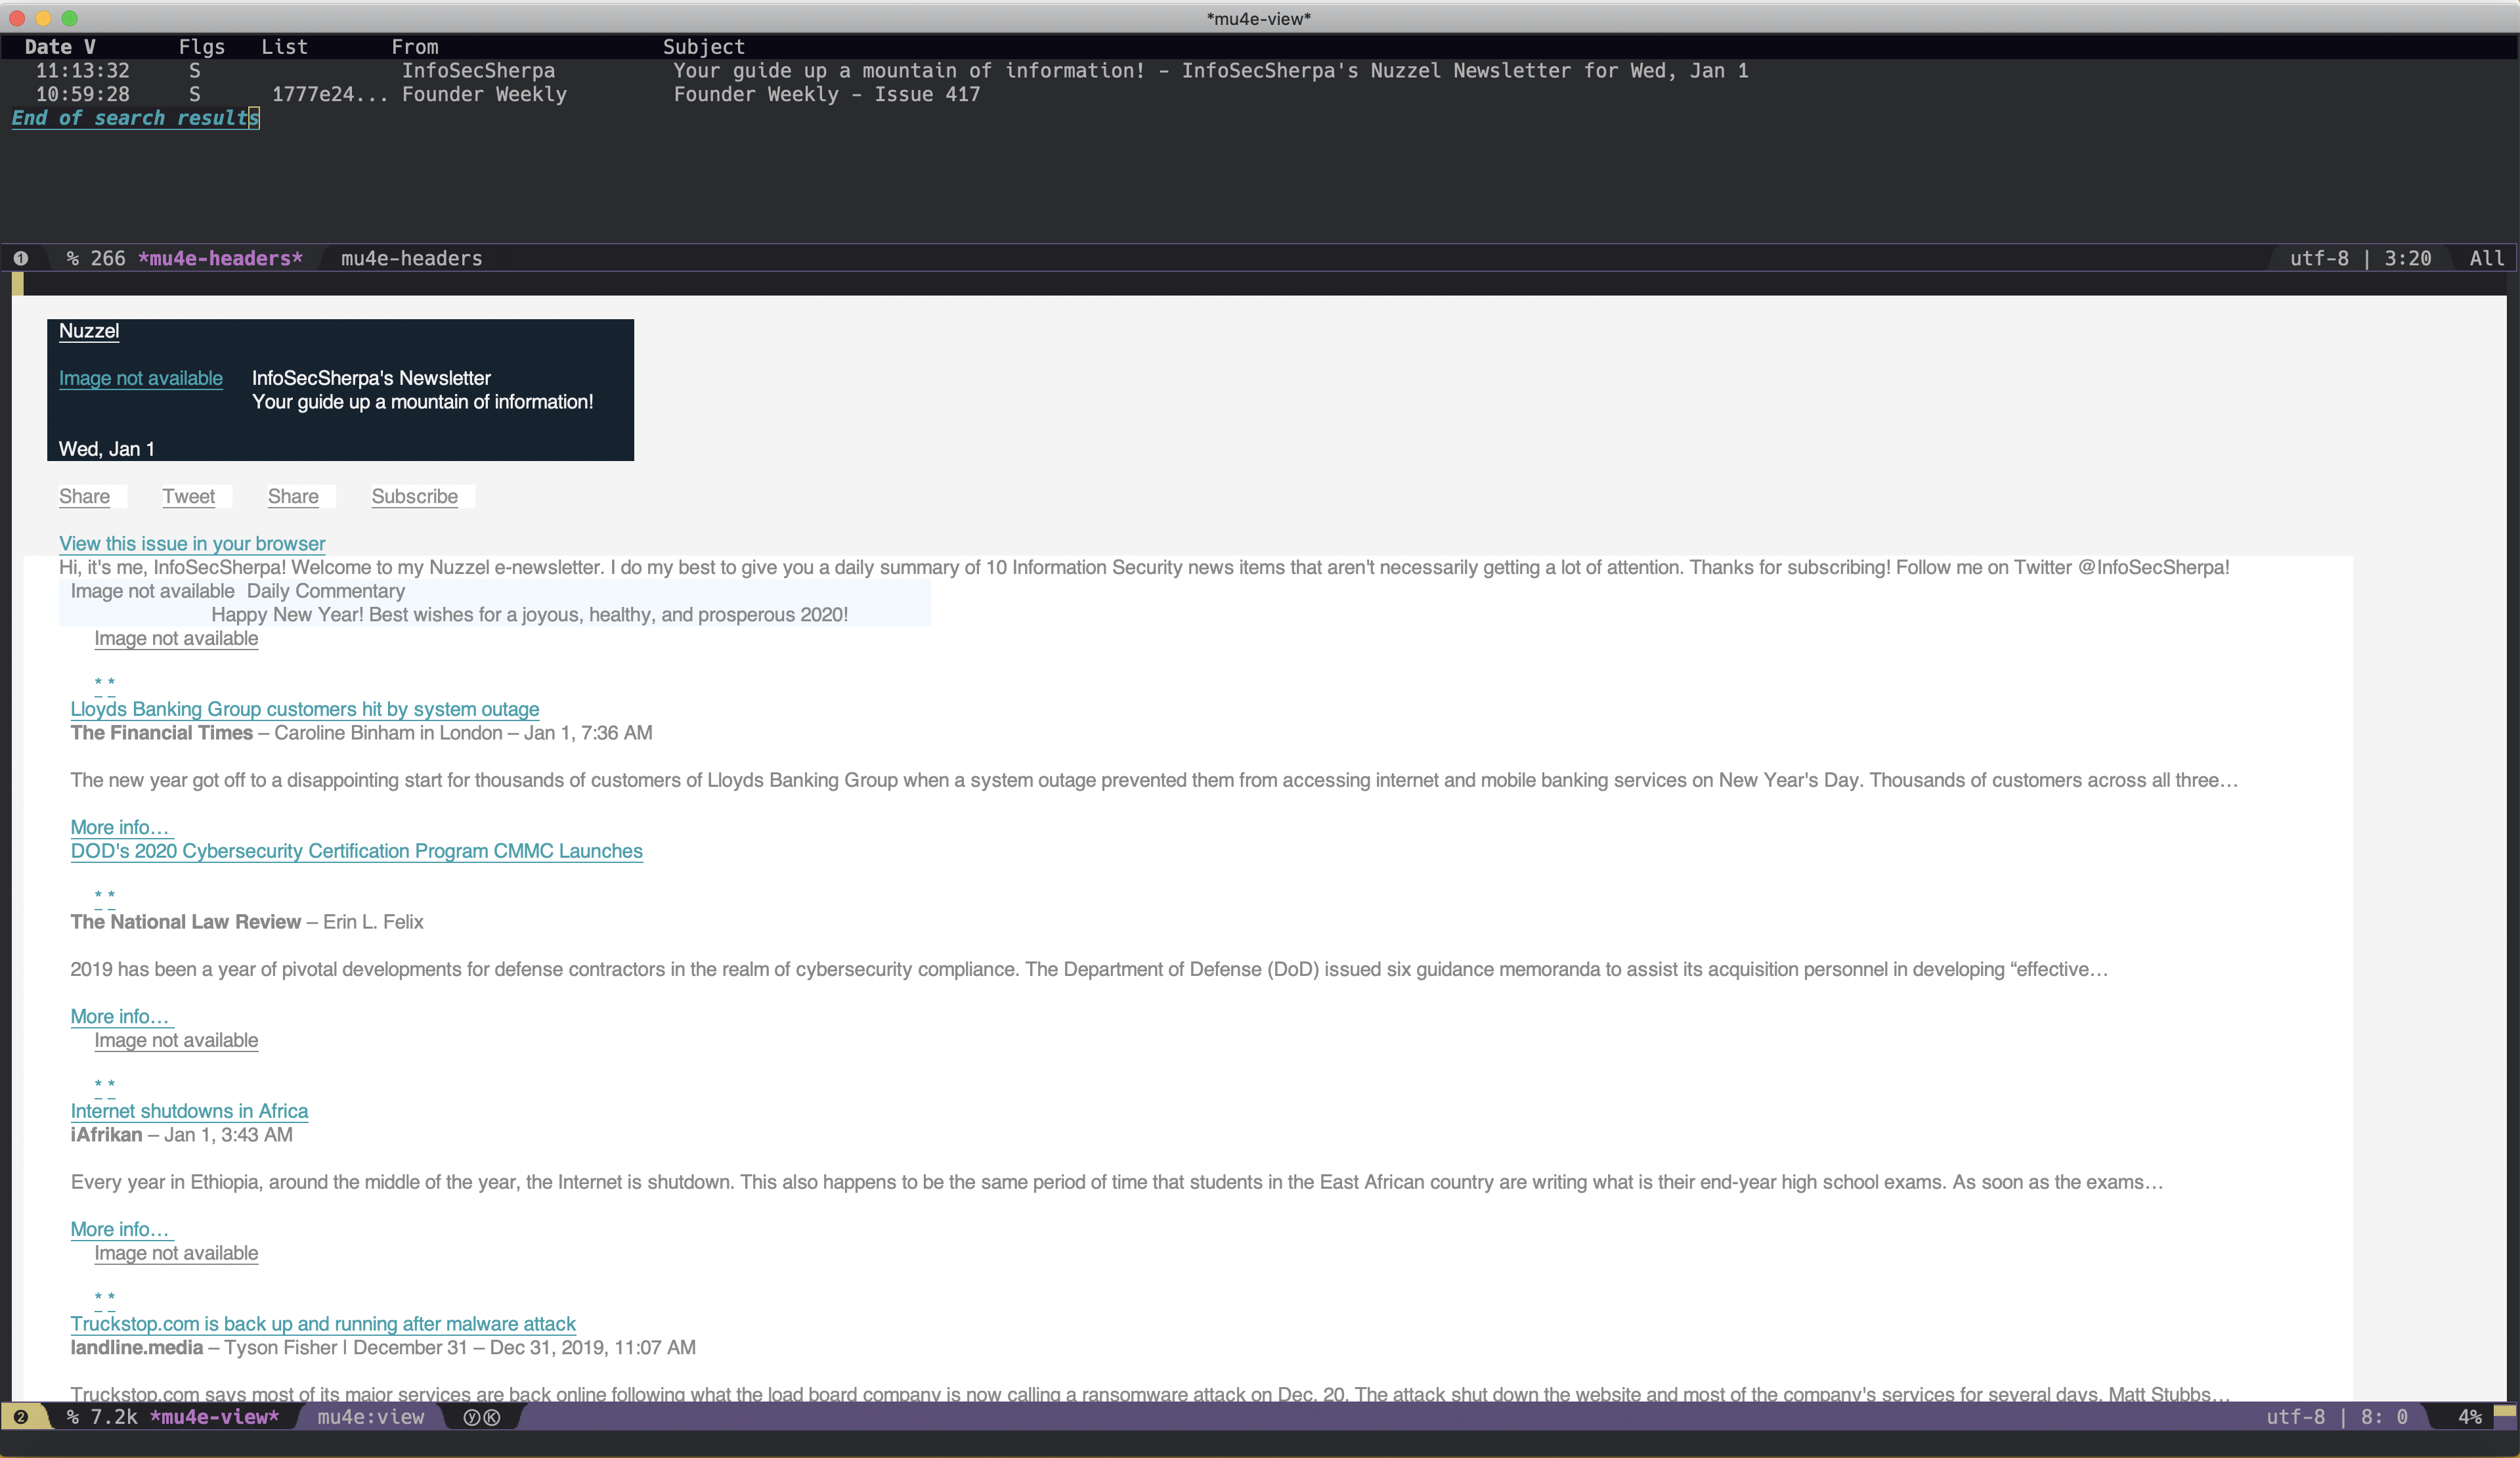 *mu4e-view*
Date V Flgs List From Subject
11:13:32 S InfoSecSherpa Your guide up a mountain of information! - InfoSecSherpa's Nuzzel Newsletter for Wed, Jan 1
10:59:28 S 1777e24... Founder Weekly Founder Weekly - Issue 417
End of search results
1 % 266 *mu4e-headers* mu4e-headers utf-8 | 3:20 All
Nuzzel
Image not available InfoSecSherpa's Newsletter
Your guide up a mountain of information!
Wed, Jan 1
Share Tweet Share Subscribe
View this issue in your browser
Hi, it's me, InfoSecSherpa! Welcome to my Nuzzel e-newsletter. I do my best to give you a daily summary of 10 Information Security news items that aren't necessarily getting a lot of attention. Thanks for subscribing! Follow me on Twitter @InfoSecSherpa!
Image not available Daily Commentary
Happy New Year! Best wishes for a joyous, healthy, and prosperous 2020!
Image not available
* *
Lloyds Banking Group customers hit by system outage
The Financial Times – Caroline Binham in London – Jan 1, 7:36 AM
The new year got off to a disappointing start for thousands of customers of Lloyds Banking Group when a system outage prevented them from accessing internet and mobile banking services on New Year's Day. Thousands of customers across all three…
More info…
DOD's 2020 Cybersecurity Certification Program CMMC Launches
* *
The National Law Review – Erin L. Felix
2019 has been a year of pivotal developments for defense contractors in the realm of cybersecurity compliance. The Department of Defense (DoD) issued six guidance memoranda to assist its acquisition personnel in developing “effective…
More info…
Image not available
* *
Internet shutdowns in Africa
iAfrikan – Jan 1, 3:43 AM
Every year in Ethiopia, around the middle of the year, the Internet is shutdown. This also happens to be the same period of time that students in the East African country are writing what is their end-year high school exams. As soon as the exams…
More info…
Image not available
* *
Truckstop.com is back up and running after malware attack
landline.media – Tyson Fisher | December 31 – Dec 31, 2019, 11:07 AM
Truckstop.com says most of its major services are back online following what the load board company is now calling a ransomware attack on Dec. 20. The attack shut down the website and most of the company's services for several days. Matt Stubbs…
2 % 7.2k *mu4e-view* mu4e:view ⓨⓀ utf-8 | 8: 0 4%